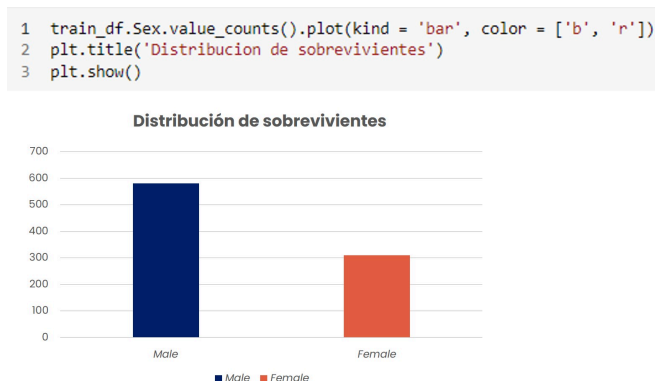 1 train_df.Sex.value_counts().plot(kind = 'bar', color = ['b', 'r'])
2 plt.title('Distribucion de sobrevivientes')
3 plt.show()
Distribución de sobrevivientes
700
600
500
400
300
200
100
0
Male Female
Male Female